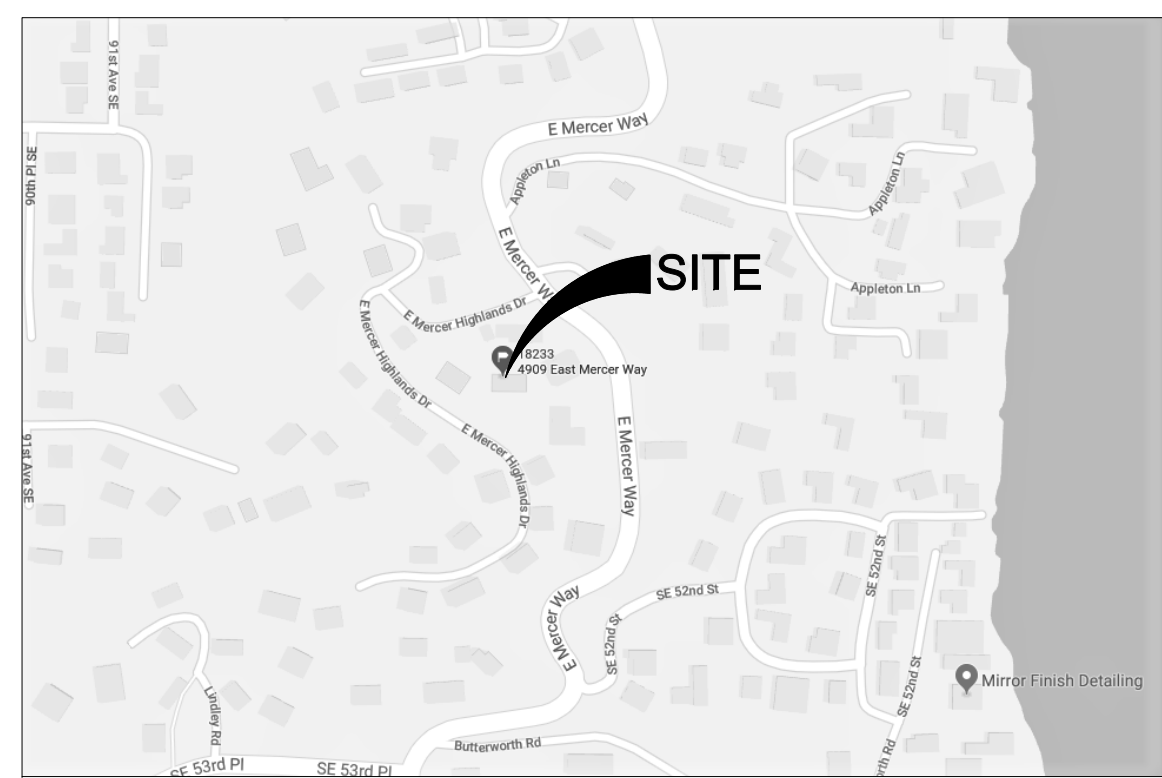 91st Ave SE
E Mercer Way
90th Pl SE
Appleton Ln
Appleton Ln
E Mercer W
SITE
Appleton Ln
E Mercer Highlands Dr
E Mercer Highlands Dr
18233
4909 East Mercer Way
E Mercer Way
E Mercer Highlands Dr
91st Ave SE
SE 52nd St
SE 52nd St
E Mercer Way
SE 52nd St
SE 52nd St
Mirror Finish Detailing
Lindley Rd
Butterworth Rd
SE 53rd Pl
SE 53rd Pl
rth Rd